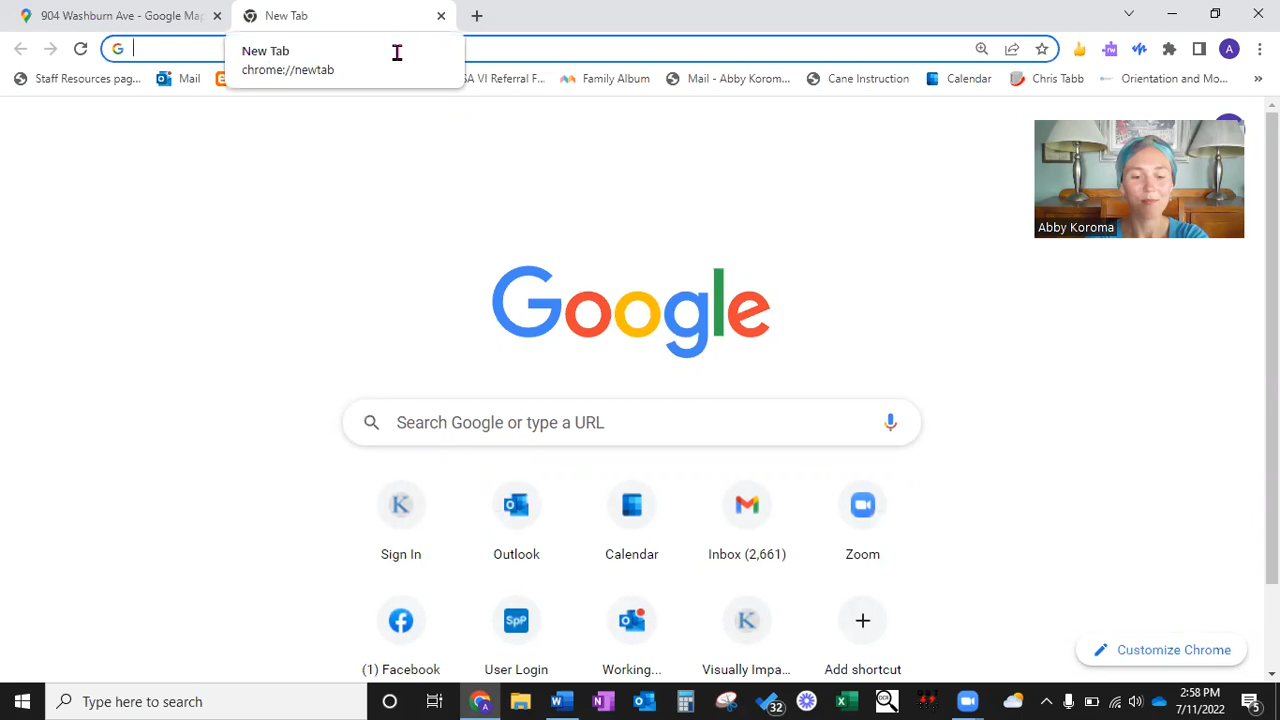 904 Washburn Ave - Google Map
New Tab
New Tab
chrome://newtab
Staff Resources pag...
Mail
SA VI Referral F...
Family Album
Mail - Abby Korom...
Cane Instruction
Calendar
Chris Tabb
Orientation and Mo...
Abby Koroma
Google
Search Google or type a URL
Sign In
Outlook
Calendar
Inbox (2,661)
Zoom
(1) Facebook
User Login
Working...
Visually Impa...
Add shortcut
Customize Chrome
Type here to search
32
2:58 PM
7/11/2022
5